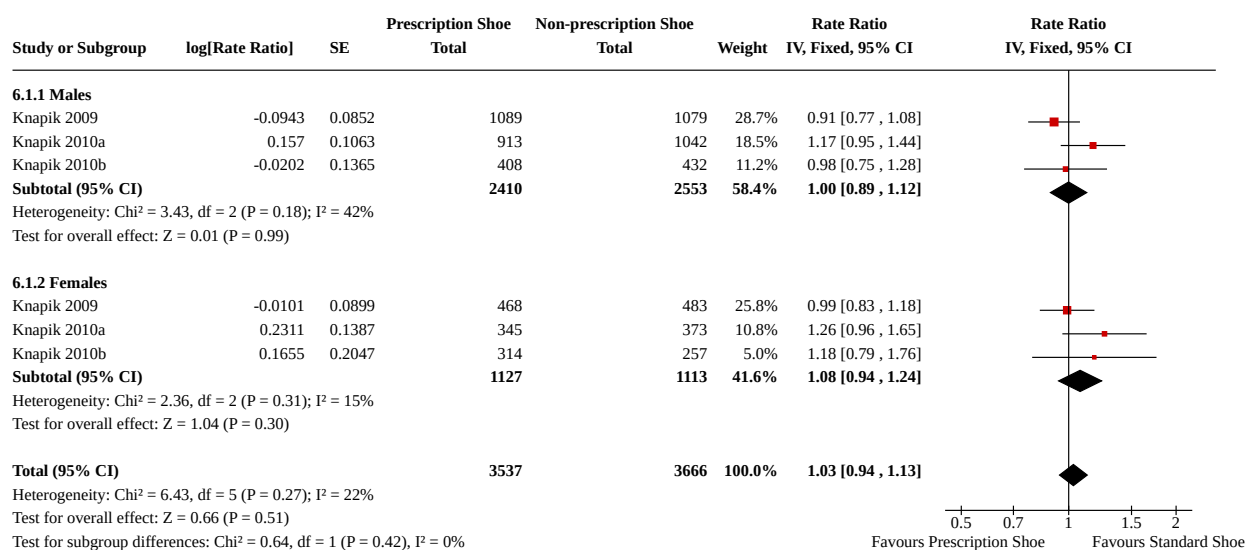 Prescription Shoe Non-prescription Shoe Rate Ratio Rate Ratio
Study or Subgroup log[Rate Ratio] SE Total Total Weight IV, Fixed, 95% CI IV, Fixed, 95% CI
6.1.1 Males
Knapik 2009 -0.0943 0.0852 1089 1079 28.7% 0.91 [0.77 , 1.08]
Knapik 2010a 0.157 0.1063 913 1042 18.5% 1.17 [0.95 , 1.44]
Knapik 2010b -0.0202 0.1365 408 432 11.2% 0.98 [0.75 , 1.28]
Subtotal (95% CI) 2410 2553 58.4% 1.00 [0.89 , 1.12]
Heterogeneity: Chi² = 3.43, df = 2 (P = 0.18); I² = 42%
Test for overall effect: Z = 0.01 (P = 0.99)
6.1.2 Females
Knapik 2009 -0.0101 0.0899 468 483 25.8% 0.99 [0.83 , 1.18]
Knapik 2010a 0.2311 0.1387 345 373 10.8% 1.26 [0.96 , 1.65]
Knapik 2010b 0.1655 0.2047 314 257 5.0% 1.18 [0.79 , 1.76]
Subtotal (95% CI) 1127 1113 41.6% 1.08 [0.94 , 1.24]
Heterogeneity: Chi² = 2.36, df = 2 (P = 0.31); I² = 15%
Test for overall effect: Z = 1.04 (P = 0.30)
Total (95% CI) 3537 3666 100.0% 1.03 [0.94 , 1.13]
Heterogeneity: Chi² = 6.43, df = 5 (P = 0.27); I² = 22%
Test for overall effect: Z = 0.66 (P = 0.51) 0.5 0.7 1 1.5 2
Test for subgroup differences: Chi² = 0.64, df = 1 (P = 0.42), I² = 0% Favours Prescription Shoe Favours Standard Shoe